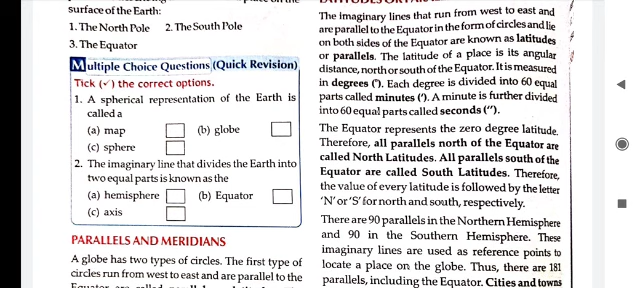 surface of the Earth:
1. The North Pole 2. The South Pole
3. The Equator
Multiple Choice Questions (Quick Revision)
Tick (✓) the correct options.
1. A spherical representation of the Earth is
called a
(a) map (b) globe
(c) sphere
2. The imaginary line that divides the Earth into
two equal parts is known as the
(a) hemisphere (b) Equator
(c) axis
PARALLELS AND MERIDIANS
A globe has two types of circles. The first type of
circles run from west to east and are parallel to the
The imaginary lines that run from west to east and
are parallel to the Equator in the form of circles and lie
on both sides of the Equator are known as latitudes
or parallels. The latitude of a place is its angular
distance, north or south of the Equator. It is measured
in degrees (°). Each degree is divided into 60 equal
parts called minutes (′). A minute is further divided
into 60 equal parts called seconds (″).
The Equator represents the zero degree latitude.
Therefore, all parallels north of the Equator are
called North Latitudes. All parallels south of the
Equator are called South Latitudes. Therefore,
the value of every latitude is followed by the letter
'N' or 'S' for north and south, respectively.
There are 90 parallels in the Northern Hemisphere
and 90 in the Southern Hemisphere. These
imaginary lines are used as reference points to
locate a place on the globe. Thus, there are 181
parallels, including the Equator. Cities and towns